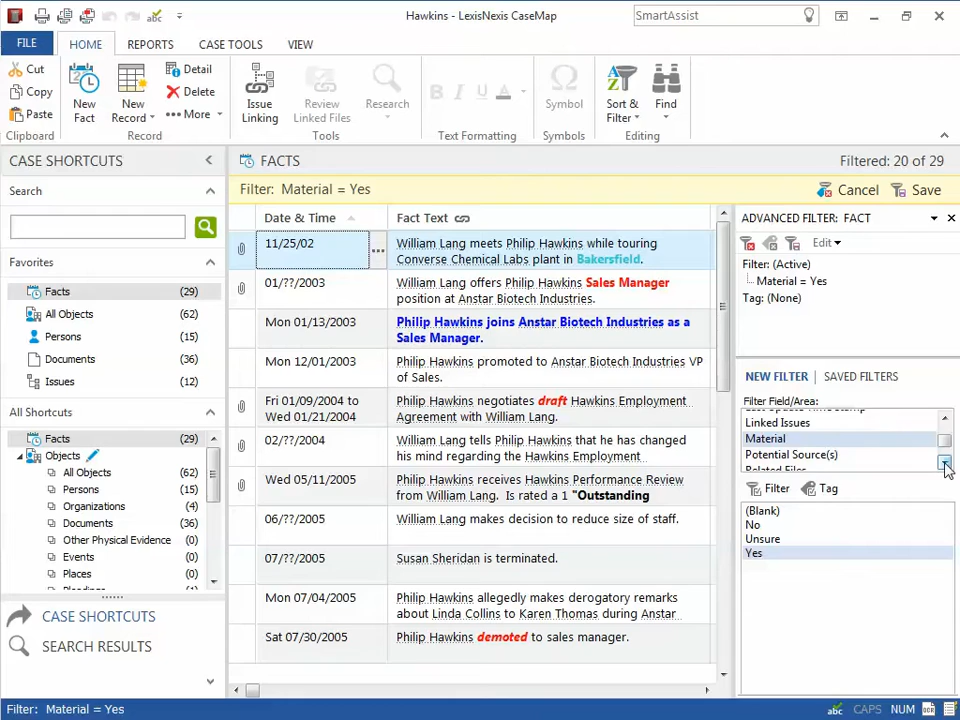 Hawkins - LexisNexis CaseMap
SmartAssist
FILE
HOME
REPORTS
CASE TOOLS
VIEW
Cut
Copy
Paste
Clipboard
New
Fact
New
Record
Detail
Delete
More
Record
Issue
Linking
Review
Linked Files
Research
Tools
B I U A
Text Formatting
Symbol
Symbols
Sort &
Filter
Find
Editing
CASE SHORTCUTS
Search
Favorites
Facts (29)
All Objects (62)
Persons (15)
Documents (36)
Issues (12)
All Shortcuts
Facts (29)
Objects
All Objects (62)
Persons (15)
Organizations (4)
Documents (36)
Other Physical Evidence (0)
Events (0)
Places (0)
Pleadings
CASE SHORTCUTS
SEARCH RESULTS
FACTS
Filtered: 20 of 29
Filter: Material = Yes
Cancel
Save
Date & Time
Fact Text
11/25/02
William Lang meets Philip Hawkins while touring
Converse Chemical Labs plant in Bakersfield.
01/??/2003
William Lang offers Philip Hawkins Sales Manager
position at Anstar Biotech Industries.
Mon 01/13/2003
Philip Hawkins joins Anstar Biotech Industries as a
Sales Manager.
Mon 12/01/2003
Philip Hawkins promoted to Anstar Biotech Industries VP
of Sales.
Fri 01/09/2004 to
Wed 01/21/2004
Philip Hawkins negotiates draft Hawkins Employment
Agreement with William Lang.
02/??/2004
William Lang tells Philip Hawkins that he has changed
his mind regarding the Hawkins Employment
Wed 05/11/2005
Philip Hawkins receives Hawkins Performance Review
from William Lang. Is rated a 1 "Outstanding
06/??/2005
William Lang makes decision to reduce size of staff.
07/??/2005
Susan Sheridan is terminated.
Mon 07/04/2005
Philip Hawkins allegedly makes derogatory remarks
about Linda Collins to Karen Thomas during Anstar
Sat 07/30/2005
Philip Hawkins demoted to sales manager.
ADVANCED FILTER: FACT
Edit
Filter: (Active)
Material = Yes
Tag: (None)
NEW FILTER
SAVED FILTERS
Filter Field/Area:
Last Update Time Stamp
Linked Issues
Material
Potential Source(s)
Related Files
Filter
Tag
(Blank)
No
Unsure
Yes
Filter: Material = Yes
CAPS
NUM